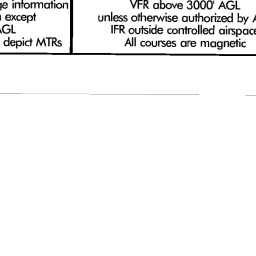 ge information
except
AGL
depict MTRs
VFR above 3000' AGL
unless otherwise authorized by
IFR outside controlled airspace
All courses are magnetic